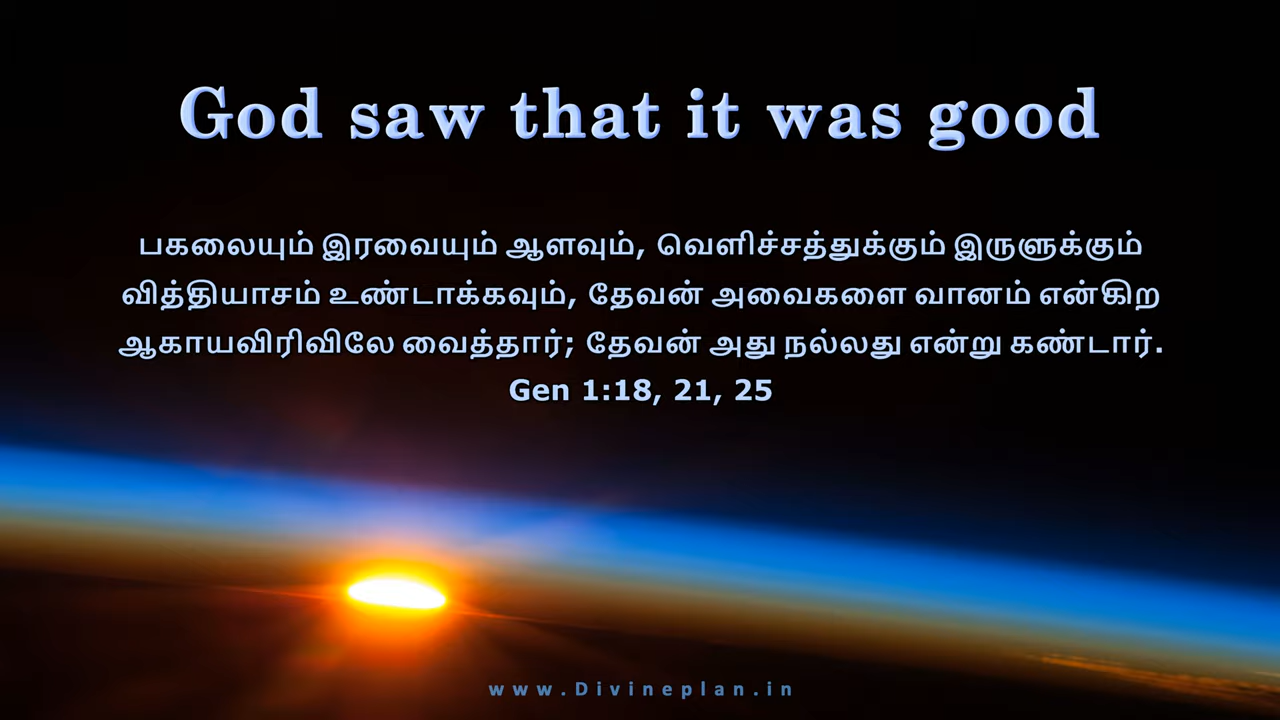 God saw that it was good
பகலையும் இரவையும் ஆளவும், வெளிச்சத்துக்கும் இருளுக்கும்
வித்தியாசம் உண்டாக்கவும், தேவன் அவைகளை வானம் என்கிற
ஆகாயவிரிவிலே வைத்தார்; தேவன் அது நல்லது என்று கண்டார்.
Gen 1:18, 21, 25
www.Divineplan.in